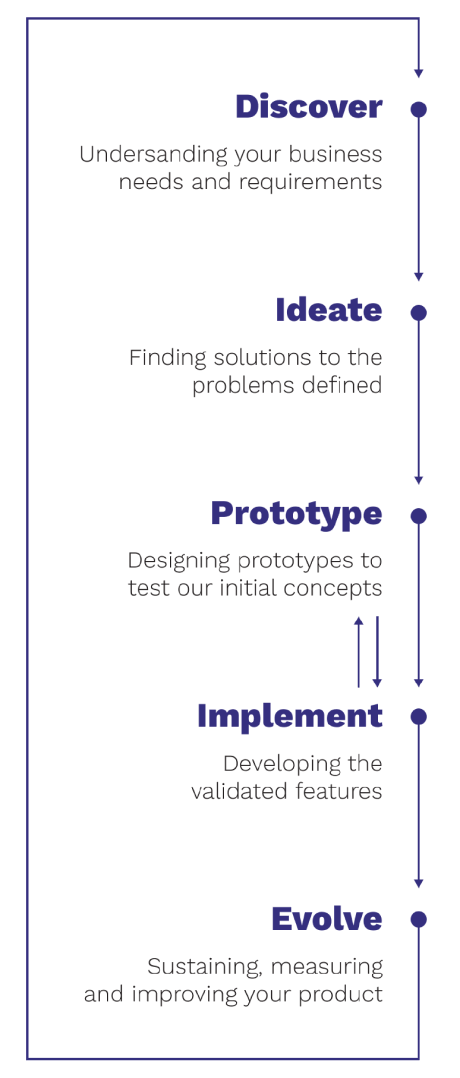 Discover
Undersanding your business
needs and requirements
Ideate
Finding solutions to the
problems defined
Prototype
Designing prototypes to
test our initial concepts
Implement
Developing the
validated features
Evolve
Sustaining, measuring
and improving your product